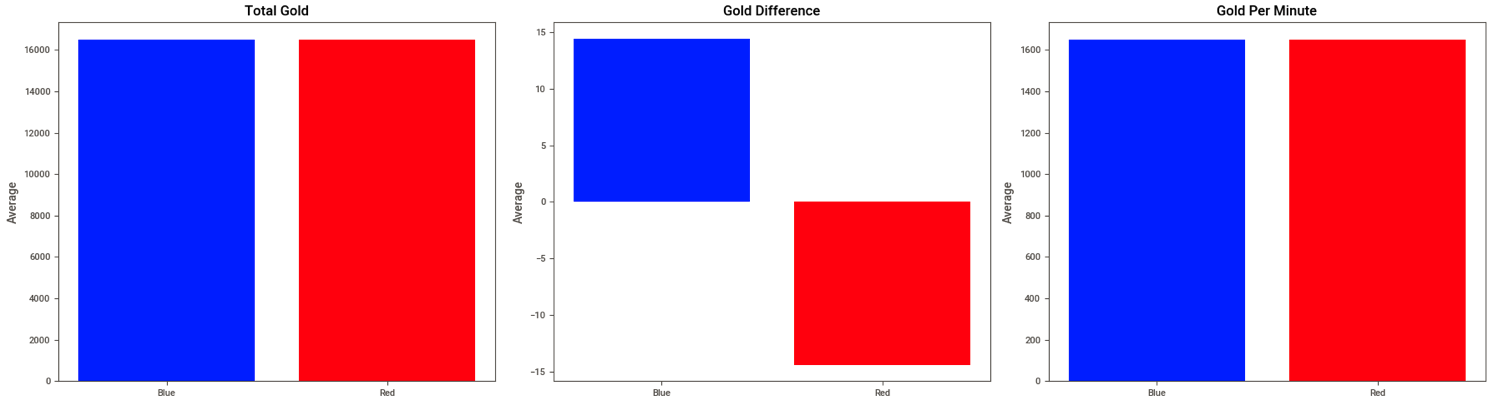 Total Gold
Average
16000
14000
12000
10000
8000
6000
4000
2000
0
Blue Red
Gold Difference
Average
15
10
5
0
−5
−10
−15
Blue Red
Gold Per Minute
Average
1600
1400
1200
1000
800
600
400
200
0
Blue Red